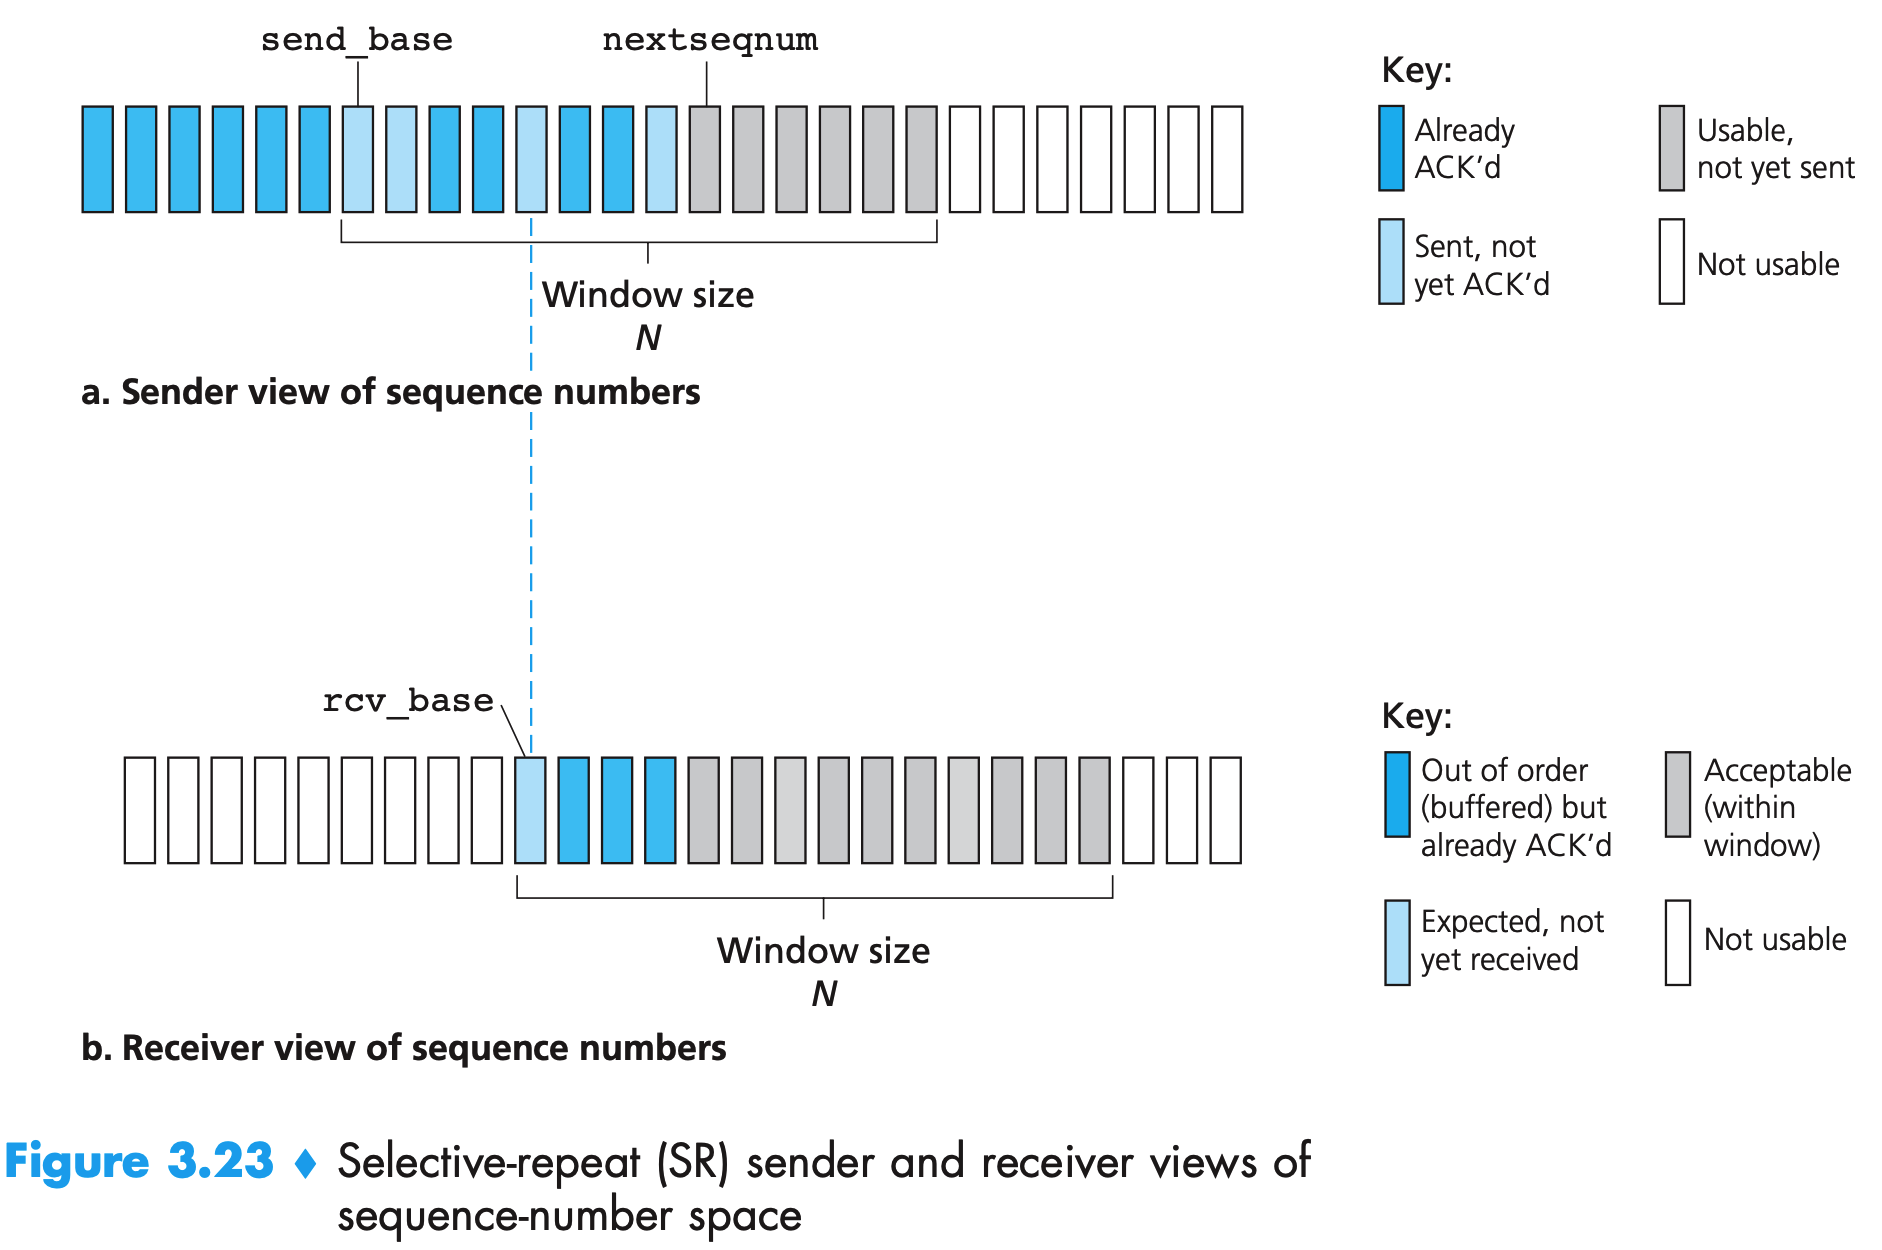 send_base
nextseqnum
Key:
Already
ACK’d
Usable,
not yet sent
Sent, not
yet ACK’d
Not usable
Window size
N
a. Sender view of sequence numbers
rcv_base
Key:
Out of order
(buffered) but
already ACK’d
Acceptable
(within
window)
Expected, not
yet received
Not usable
Window size
N
b. Receiver view of sequence numbers
Figure 3.23 ♦ Selective-repeat (SR) sender and receiver views of
sequence-number space